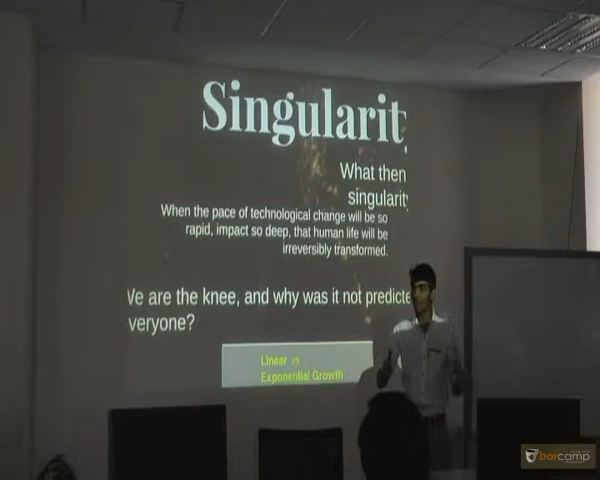 Singularit
What then
singularity
When the pace of technological change will be so
rapid, impact so deep, that human life will be
irreversibly transformed.
We are the knee, and why was it not predicte
veryone?
Linear vs
Exponential Growth
barcamp